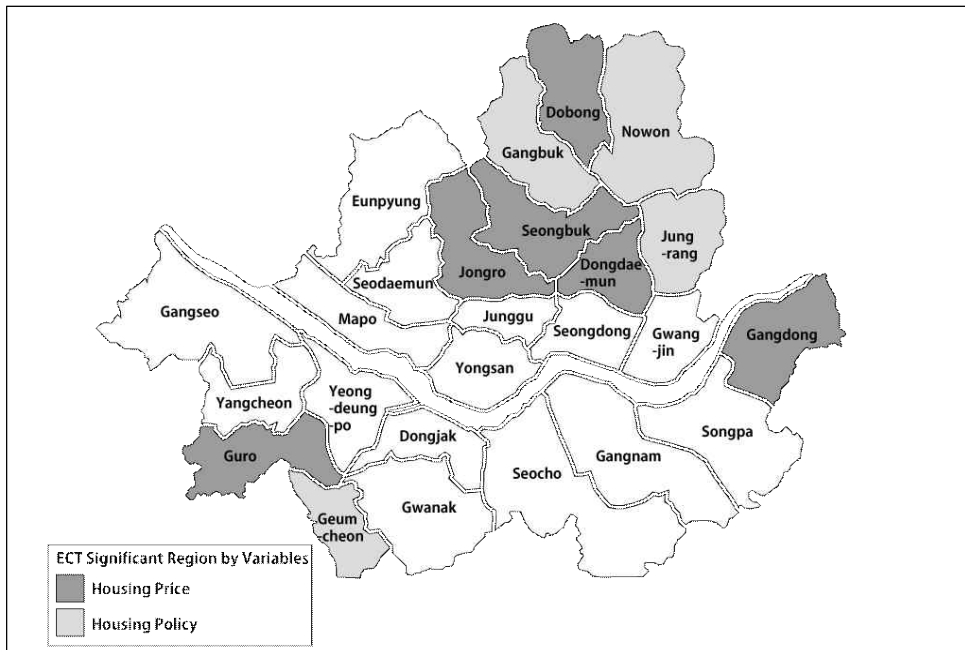 Dobong
Nowon
Gangbuk
Eunpyung
Seongbuk
Jung
-rang
Jongro
Dongdae
-mun
Seodaemun
Gangseo
Mapo
Junggu
Seongdong
Gwang
-jin
Gangdong
Yongsan
Yangcheon
Yeong
-deung
-po
Dongjak
Songpa
Guro
Gangnam
Seocho
Gwanak
Geum
-cheon
ECT Significant Region by Variables
Housing Price
Housing Policy